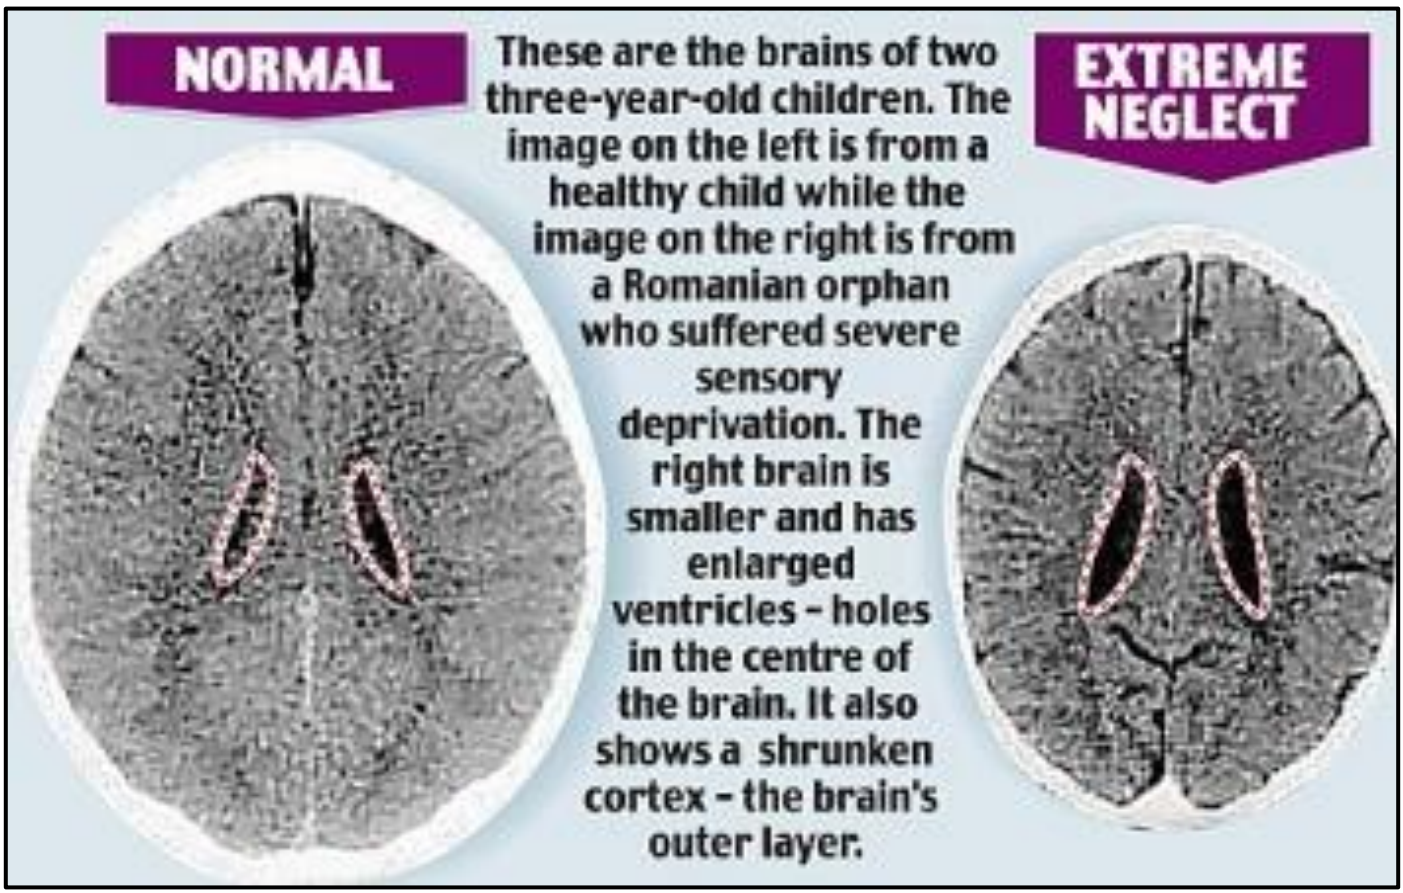 NORMAL
These are the brains of two
three-year-old children. The
image on the left is from a
healthy child while the
image on the right is from
a Romanian orphan
who suffered severe
sensory
deprivation. The
right brain is
smaller and has
enlarged
ventricles – holes
in the centre of
the brain. It also
shows a shrunken
cortex – the brain's
outer layer.
EXTREME
NEGLECT